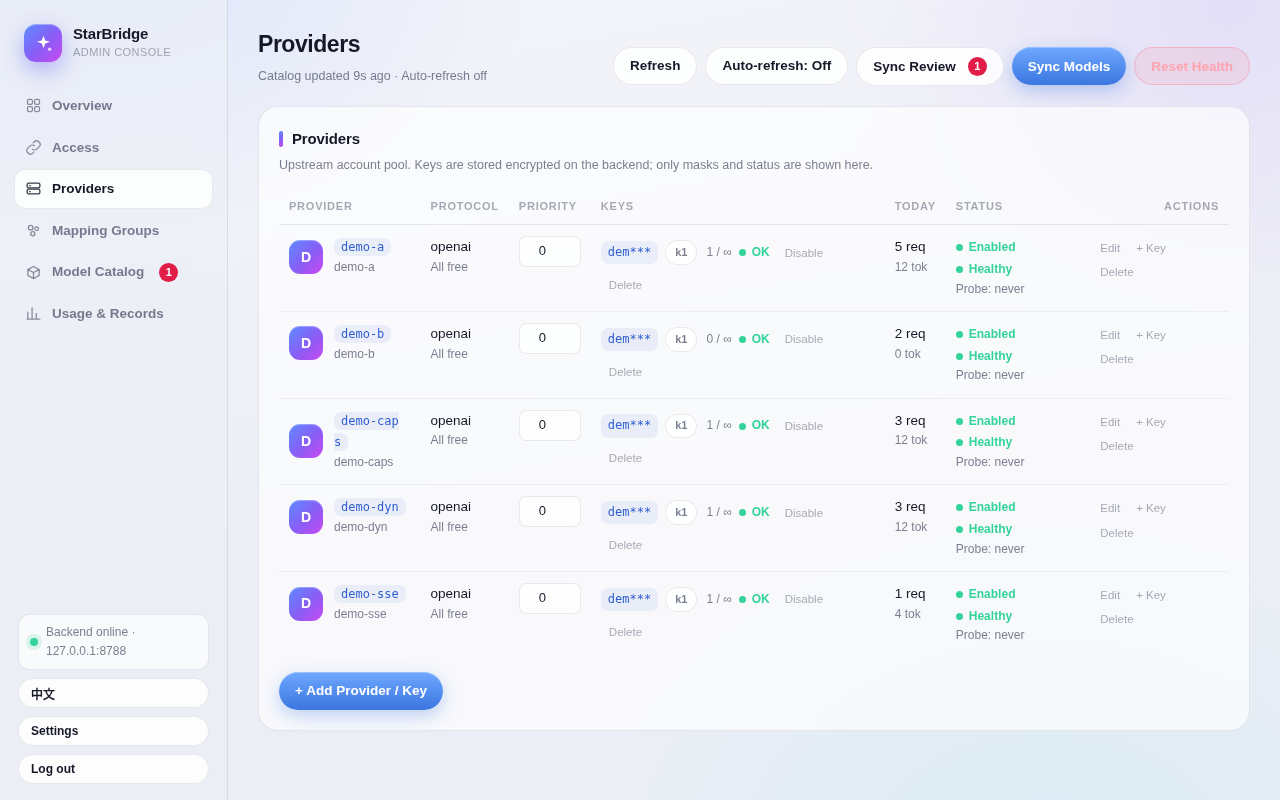 StarBridge
ADMIN CONSOLE
Overview
Access
Providers
Mapping Groups
Model Catalog 1
Usage & Records
Backend online ·
127.0.0.1:8788
中文
Settings
Log out
Providers
Catalog updated 9s ago · Auto-refresh off
Refresh Auto-refresh: Off Sync Review 1 Sync Models Reset Health
Providers
Upstream account pool. Keys are stored encrypted on the backend; only masks and status are shown here.
PROVIDER PROTOCOL PRIORITY KEYS TODAY STATUS ACTIONS
D demo-a openai 0 dem*** k1 1 / ∞ OK Disable 5 req Enabled Edit + Key
demo-a All free 12 tok Healthy Delete
Delete Probe: never
D demo-b openai 0 dem*** k1 0 / ∞ OK Disable 2 req Enabled Edit + Key
demo-b All free 0 tok Healthy Delete
Delete Probe: never
demo-cap openai 0 dem*** k1 1 / ∞ OK Disable 3 req Enabled Edit + Key
D s All free 12 tok Healthy Delete
demo-caps Delete Probe: never
D demo-dyn openai 0 dem*** k1 1 / ∞ OK Disable 3 req Enabled Edit + Key
demo-dyn All free 12 tok Healthy Delete
Delete Probe: never
D demo-sse openai 0 dem*** k1 1 / ∞ OK Disable 1 req Enabled Edit + Key
demo-sse All free 4 tok Healthy Delete
Delete Probe: never
+ Add Provider / Key